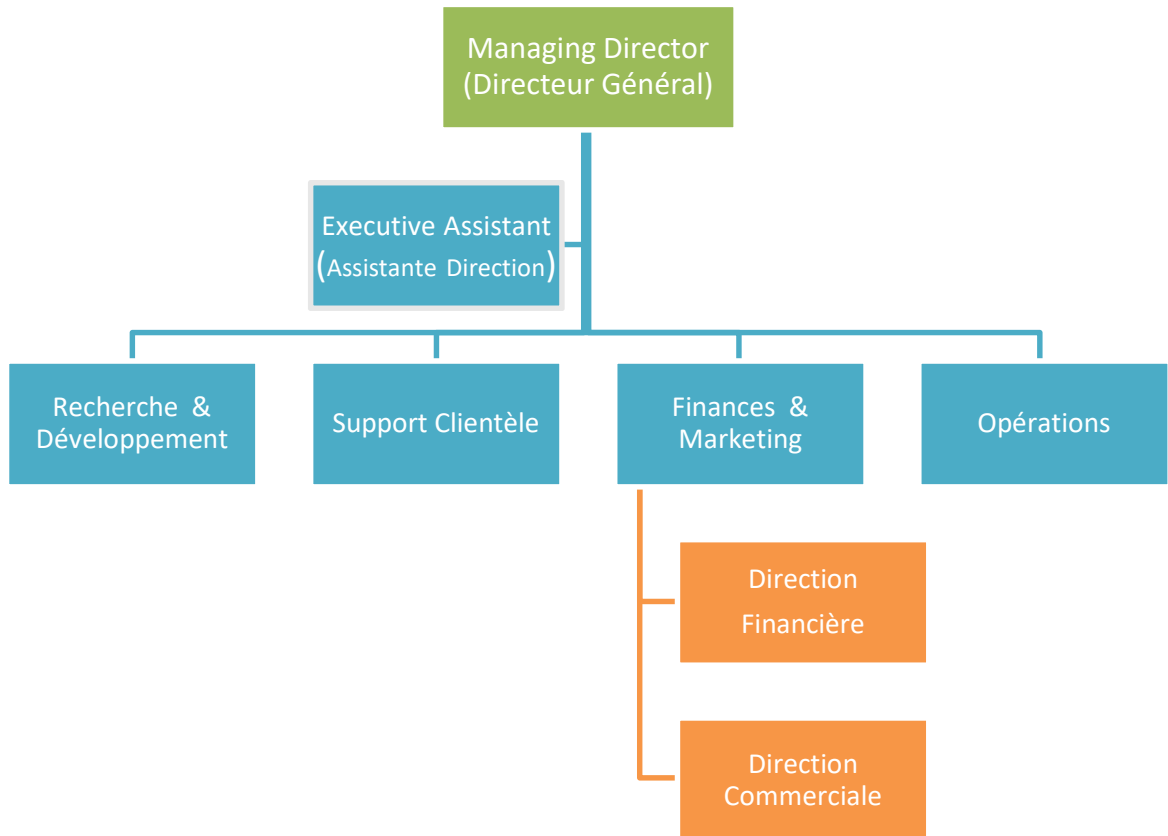 Managing Director
(Directeur Général)
Executive Assistant
(Assistante Direction)
Recherche &
Développement
Support Clientèle
Finances &
Marketing
Opérations
Direction
Financière
Direction
Commerciale